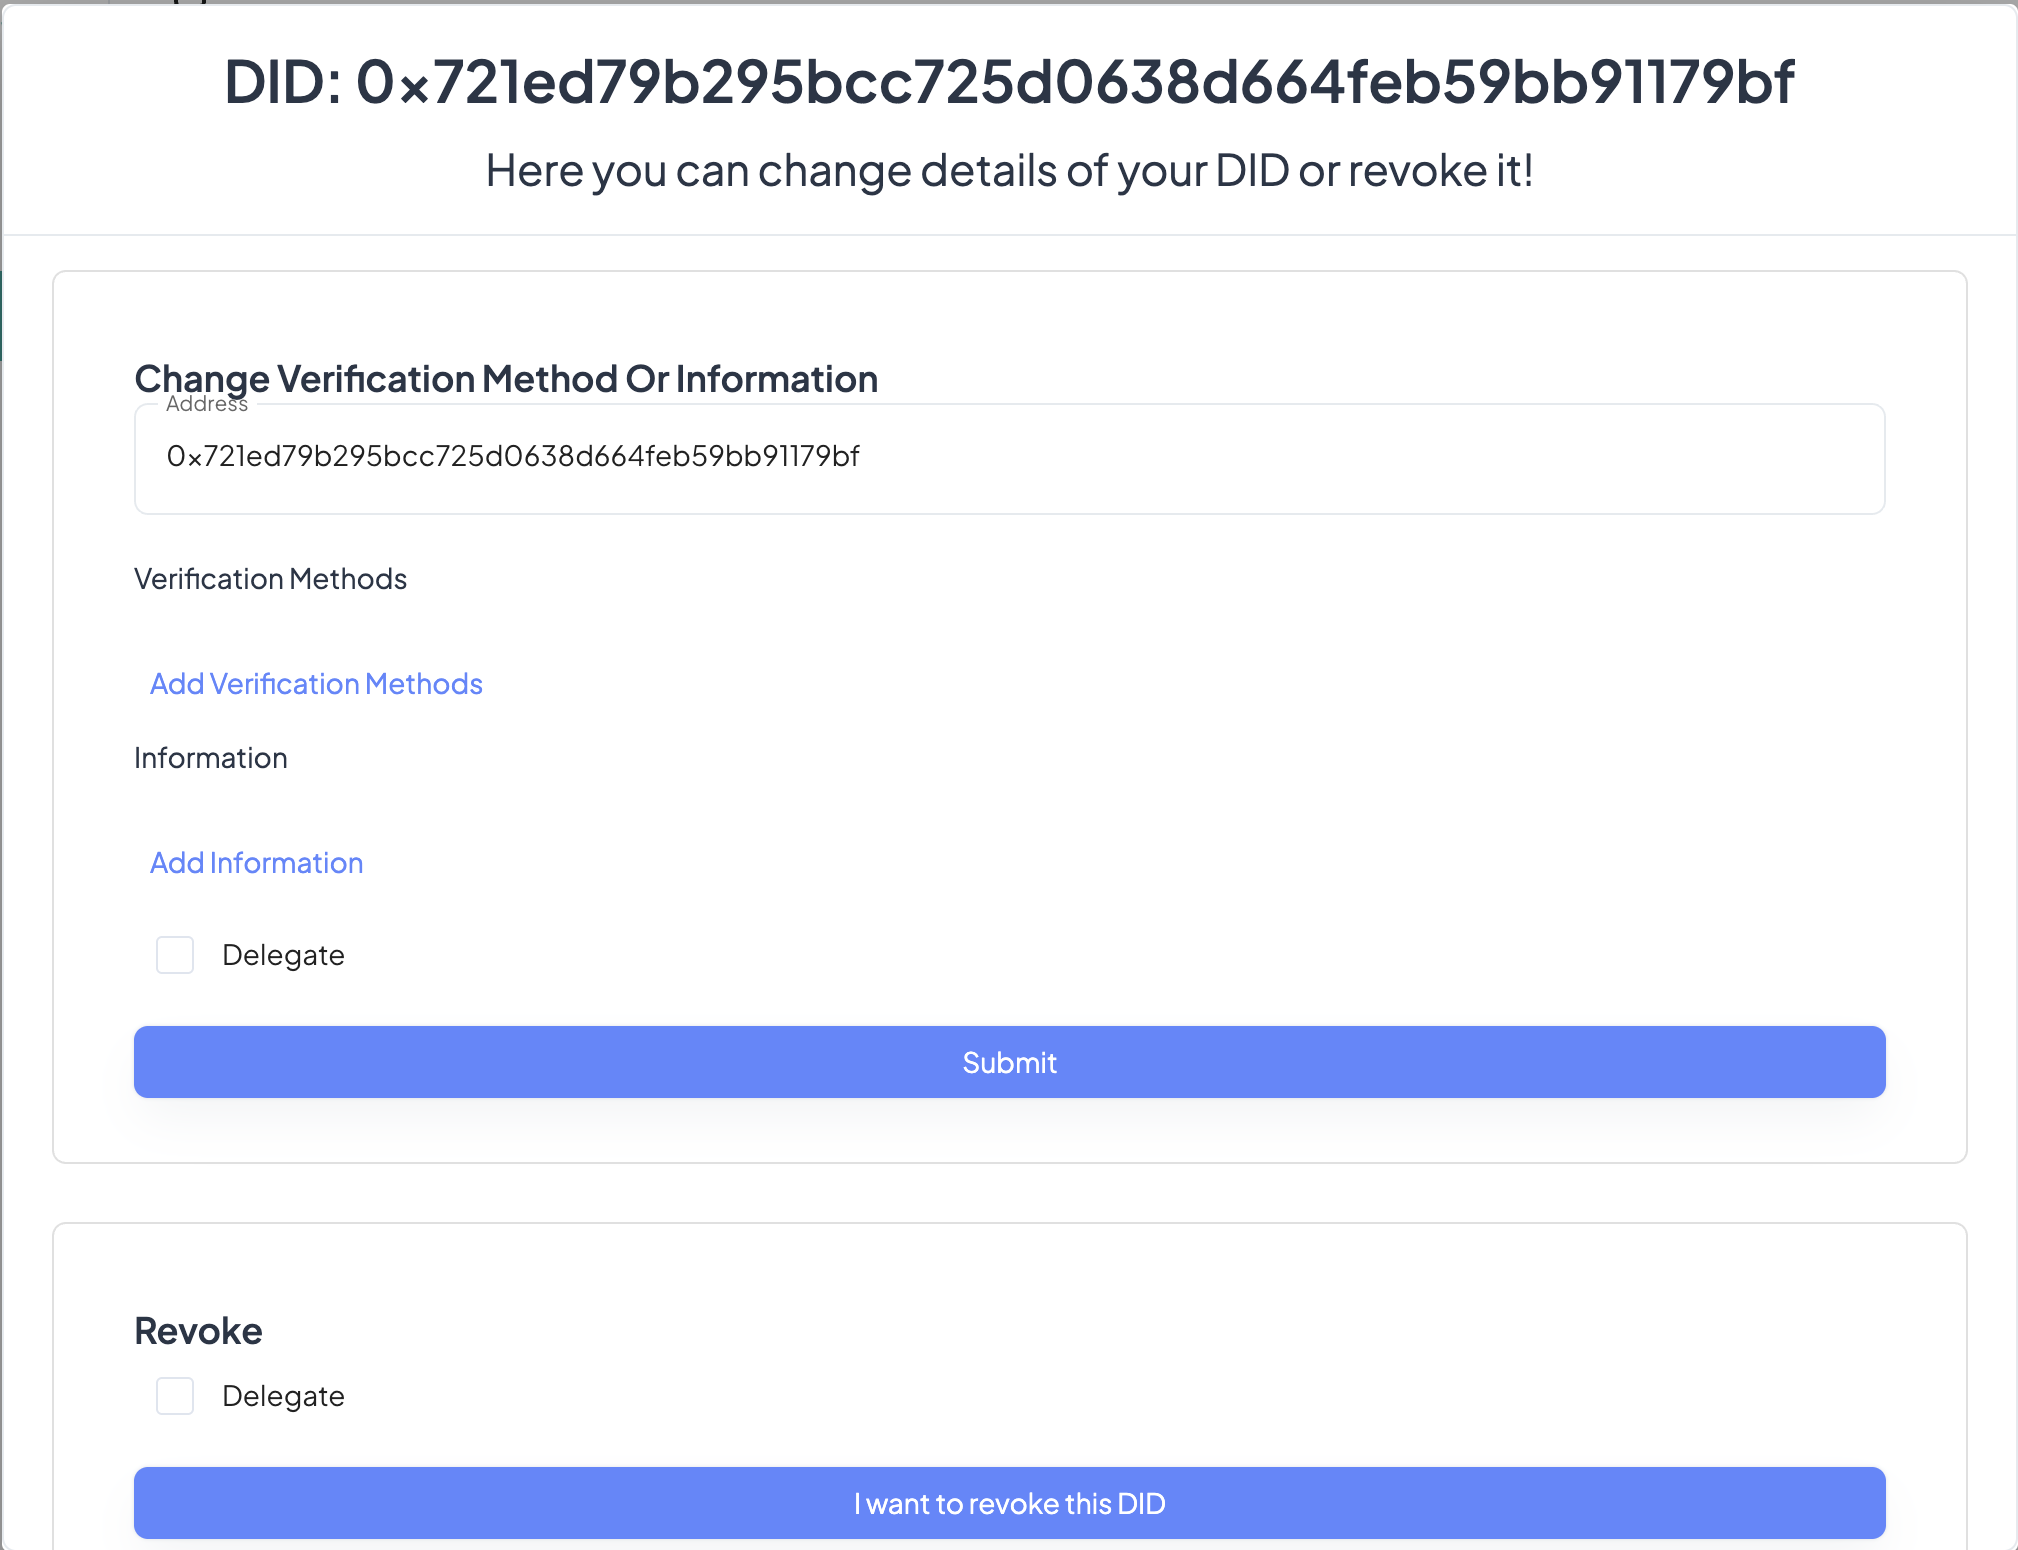 DID: 0x721ed79b295bcc725d0638d664feb59bb91179bf
Here you can change details of your DID or revoke it!
Change Verification Method Or Information
Address
0x721ed79b295bcc725d0638d664feb59bb91179bf
Verification Methods
Add Verification Methods
Information
Add Information
Delegate
Submit
Revoke
Delegate
I want to revoke this DID